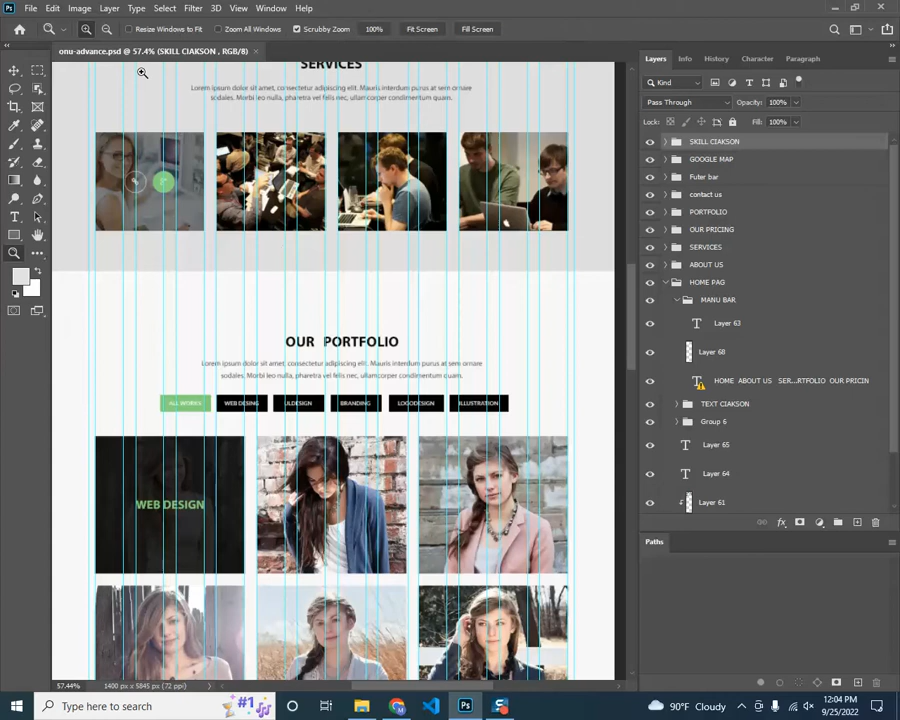 File Edit Image Layer Type Select Filter 3D View Window Help
Resize Windows to Fit Zoom All Windows Scrubby Zoom 100% Fit Screen Fill Screen
onu-advance.psd @ 57.4% (SKILL CIAKSON , RGB/8) ×
Layers Info History Character Paragraph
SERVICES
Lorem ipsum dolor sit amet, consectetur adipiscing elit. Morbi interdum purus at sem ornare
sodales. Morbi leo nulla, pharetra vel felis nec, ullamcorper condimentum quam.
OUR PORTFOLIO
Lorem ipsum dolor sit amet, consectetur adipiscing elit. Morbi interdum purus at sem ornare
sodales. Morbi leo nulla, pharetra vel felis nec, ullamcorper condimentum quam.
ALL WORKS WEB DESING BRANDING LOGODESIGN ILLUSTRATION
WEB DESIGN
Kind
Pass Through Opacity: 100%
Lock: Fill: 100%
SKILL CIAKSON
GOOGLE MAP
Futer bar
contact us
PORTFOLIO
OUR PRICING
SERVICES
ABOUT US
HOME PAG
MANU BAR
Layer 63
Layer 68
HOME ABOUT US SER...RTFOLIO OUR PRICIN
TEXT CIAKSON
Group 6
Layer 65
Layer 64
Layer 61
Paths
57.44% 1400 px x 5845 px (72 ppi)
Type here to search
#1
90°F Cloudy
12:04 PM
9/25/2022